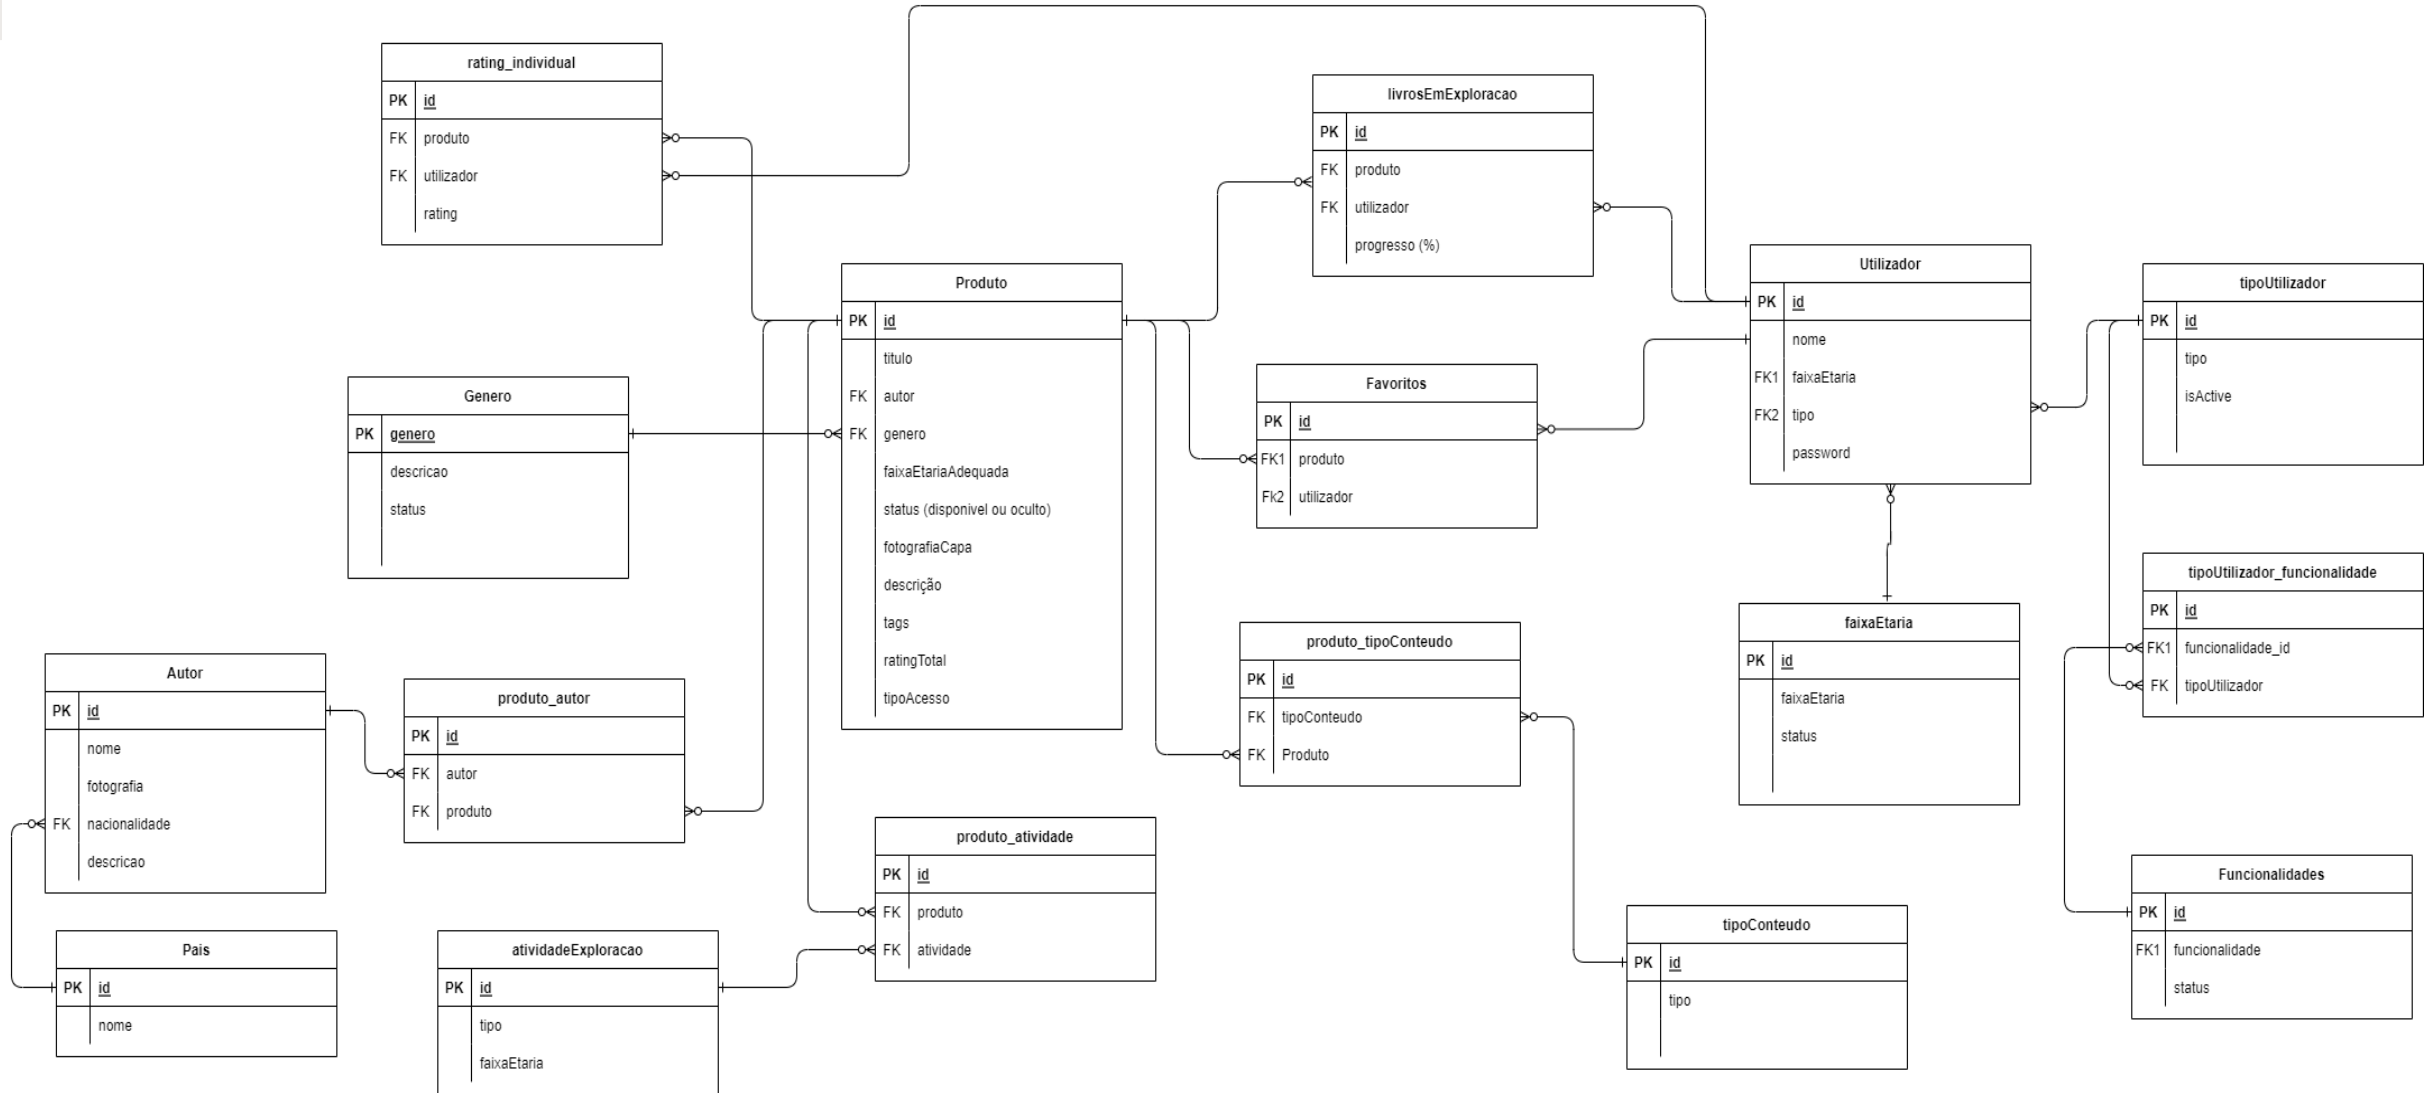 rating_individual
PK id
FK produto
FK utilizador
rating
livrosEmExploracao
PK id
FK produto
FK utilizador
progresso (%)
Produto
PK id
titulo
FK autor
FK genero
faixaEtariaAdequada
status (disponivel ou oculto)
fotografiaCapa
descrição
tags
ratingTotal
tipoAcesso
Utilizador
PK id
nome
FK1 faixaEtaria
FK2 tipo
password
tipoUtilizador
PK id
tipo
isActive
Genero
PK genero
descricao
status
Favoritos
PK id
FK1 produto
Fk2 utilizador
tipoUtilizador_funcionalidade
PK id
FK1 funcionalidade_id
FK tipoUtilizador
faixaEtaria
PK id
faixaEtaria
status
produto_tipoConteudo
PK id
FK tipoConteudo
FK Produto
Autor
PK id
nome
fotografia
FK nacionalidade
descricao
produto_autor
PK id
FK autor
FK produto
produto_atividade
PK id
FK produto
FK atividade
Funcionalidades
PK id
FK1 funcionalidade
status
tipoConteudo
PK id
tipo
Pais
PK id
nome
atividadeExploracao
PK id
tipo
faixaEtaria